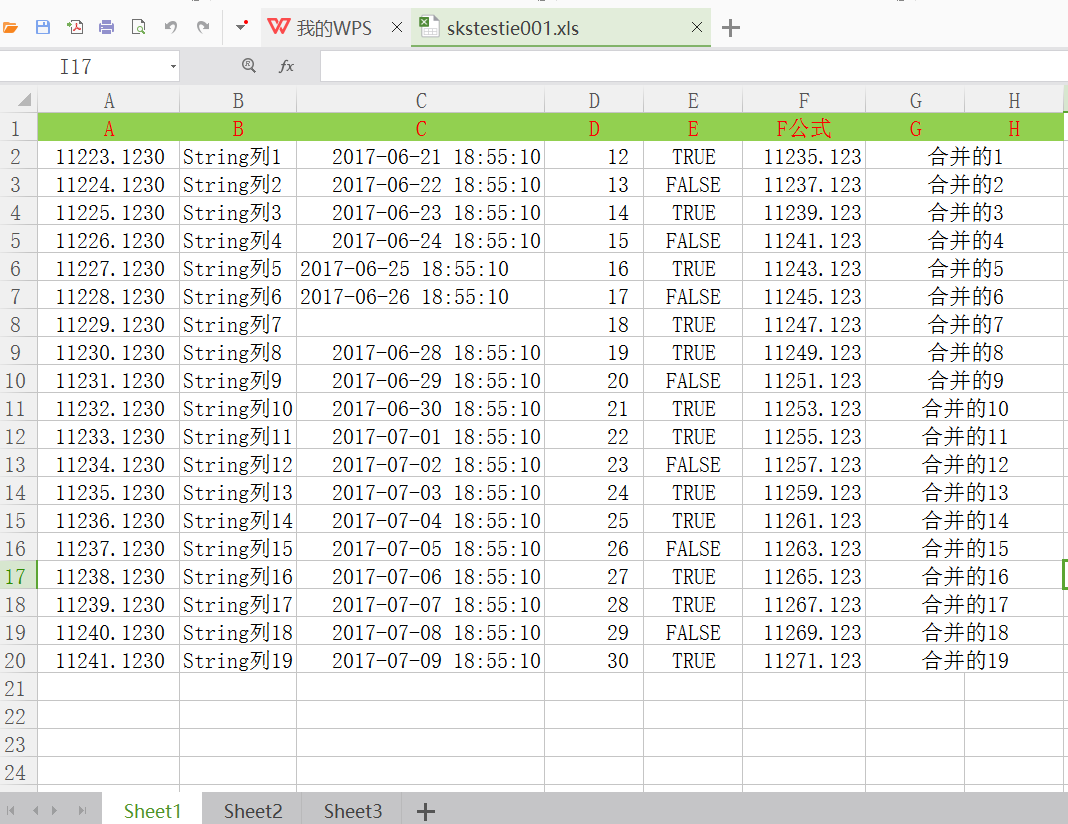 我的WPS skstestie001.xls
I17 fx
A B C D E F G H
1 A B C D E F公式 G H
2 11223.1230 String列1 2017-06-21 18:55:10 12 TRUE 11235.123 合并的1
3 11224.1230 String列2 2017-06-22 18:55:10 13 FALSE 11237.123 合并的2
4 11225.1230 String列3 2017-06-23 18:55:10 14 TRUE 11239.123 合并的3
5 11226.1230 String列4 2017-06-24 18:55:10 15 FALSE 11241.123 合并的4
6 11227.1230 String列5 2017-06-25 18:55:10 16 TRUE 11243.123 合并的5
7 11228.1230 String列6 2017-06-26 18:55:10 17 FALSE 11245.123 合并的6
8 11229.1230 String列7 18 TRUE 11247.123 合并的7
9 11230.1230 String列8 2017-06-28 18:55:10 19 TRUE 11249.123 合并的8
10 11231.1230 String列9 2017-06-29 18:55:10 20 FALSE 11251.123 合并的9
11 11232.1230 String列10 2017-06-30 18:55:10 21 TRUE 11253.123 合并的10
12 11233.1230 String列11 2017-07-01 18:55:10 22 TRUE 11255.123 合并的11
13 11234.1230 String列12 2017-07-02 18:55:10 23 FALSE 11257.123 合并的12
14 11235.1230 String列13 2017-07-03 18:55:10 24 TRUE 11259.123 合并的13
15 11236.1230 String列14 2017-07-04 18:55:10 25 TRUE 11261.123 合并的14
16 11237.1230 String列15 2017-07-05 18:55:10 26 FALSE 11263.123 合并的15
17 11238.1230 String列16 2017-07-06 18:55:10 27 TRUE 11265.123 合并的16
18 11239.1230 String列17 2017-07-07 18:55:10 28 TRUE 11267.123 合并的17
19 11240.1230 String列18 2017-07-08 18:55:10 29 FALSE 11269.123 合并的18
20 11241.1230 String列19 2017-07-09 18:55:10 30 TRUE 11271.123 合并的19
21
22
23
24
Sheet1 Sheet2 Sheet3